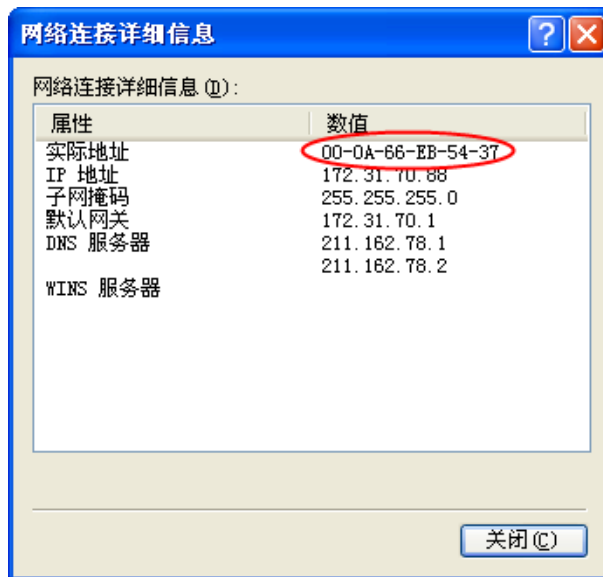 网络连接详细信息
网络连接详细信息(D):
属性 数值
实际地址 00-0A-66-EB-54-37
IP 地址 172.31.70.88
子网掩码 255.255.255.0
默认网关 172.31.70.1
DNS 服务器 211.162.78.1
211.162.78.2
WINS 服务器
关闭(C)